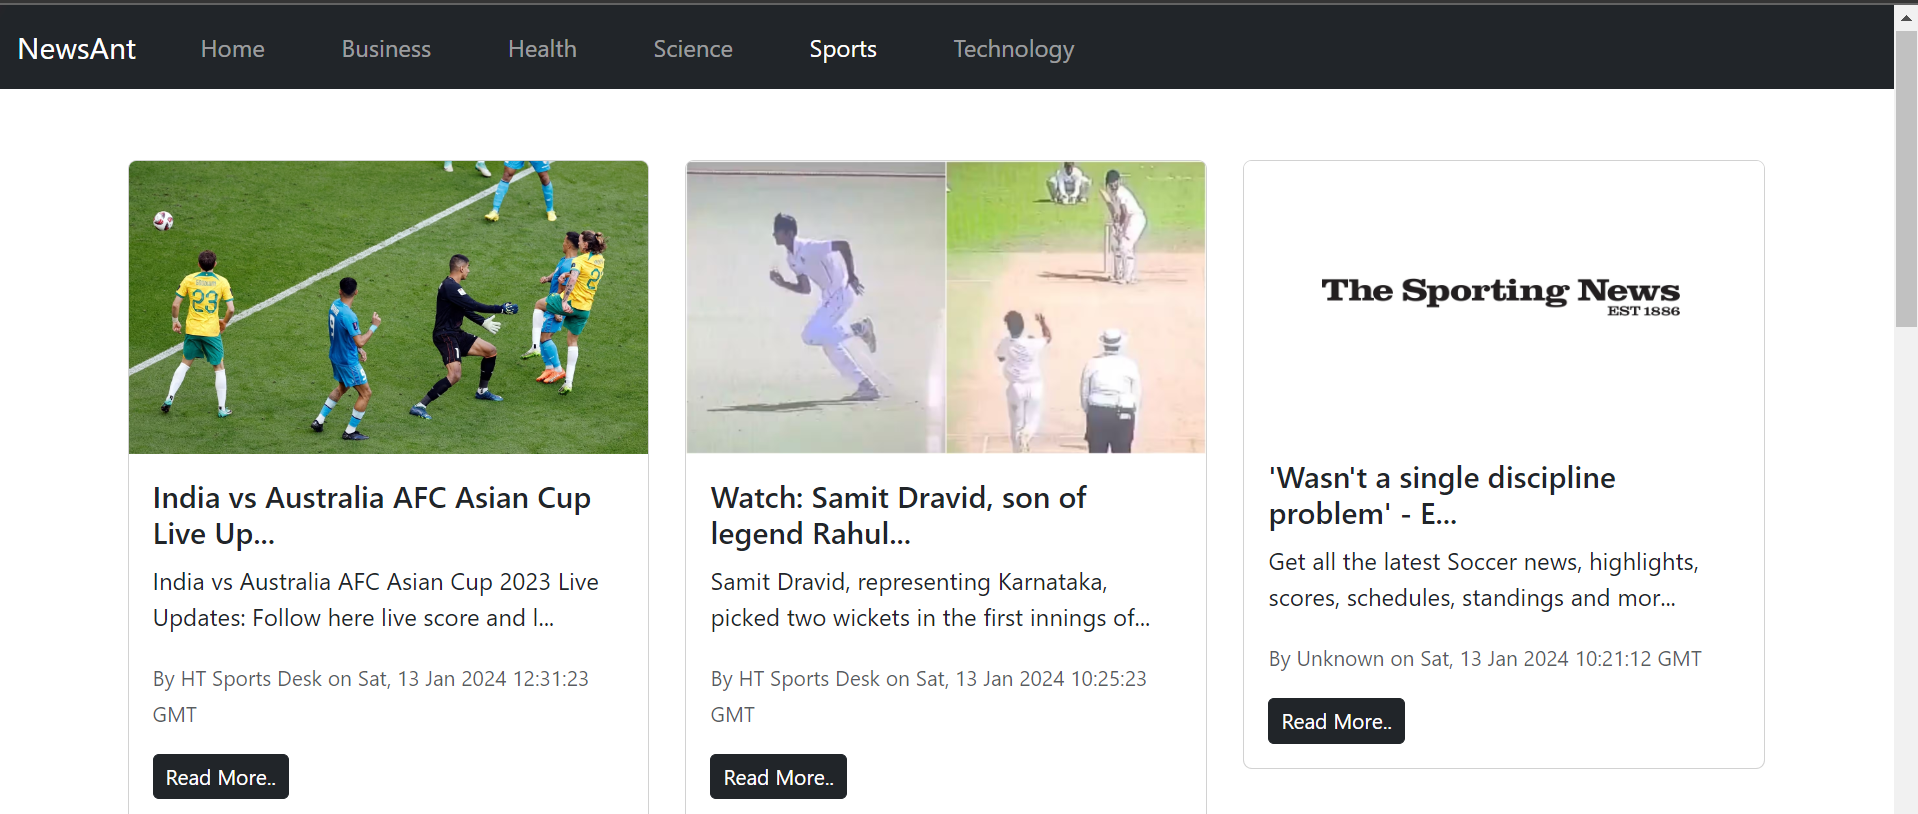 NewsAnt Home Business Health Science Sports Technology
23
9
1
2
The Sporting News
EST 1886
India vs Australia AFC Asian Cup
Live Up...
India vs Australia AFC Asian Cup 2023 Live
Updates: Follow here live score and l...
By HT Sports Desk on Sat, 13 Jan 2024 12:31:23
GMT
Read More..
Watch: Samit Dravid, son of
legend Rahul...
Samit Dravid, representing Karnataka,
picked two wickets in the first innings of...
By HT Sports Desk on Sat, 13 Jan 2024 10:25:23
GMT
Read More..
'Wasn't a single discipline
problem' - E...
Get all the latest Soccer news, highlights,
scores, schedules, standings and mor...
By Unknown on Sat, 13 Jan 2024 10:21:12 GMT
Read More..